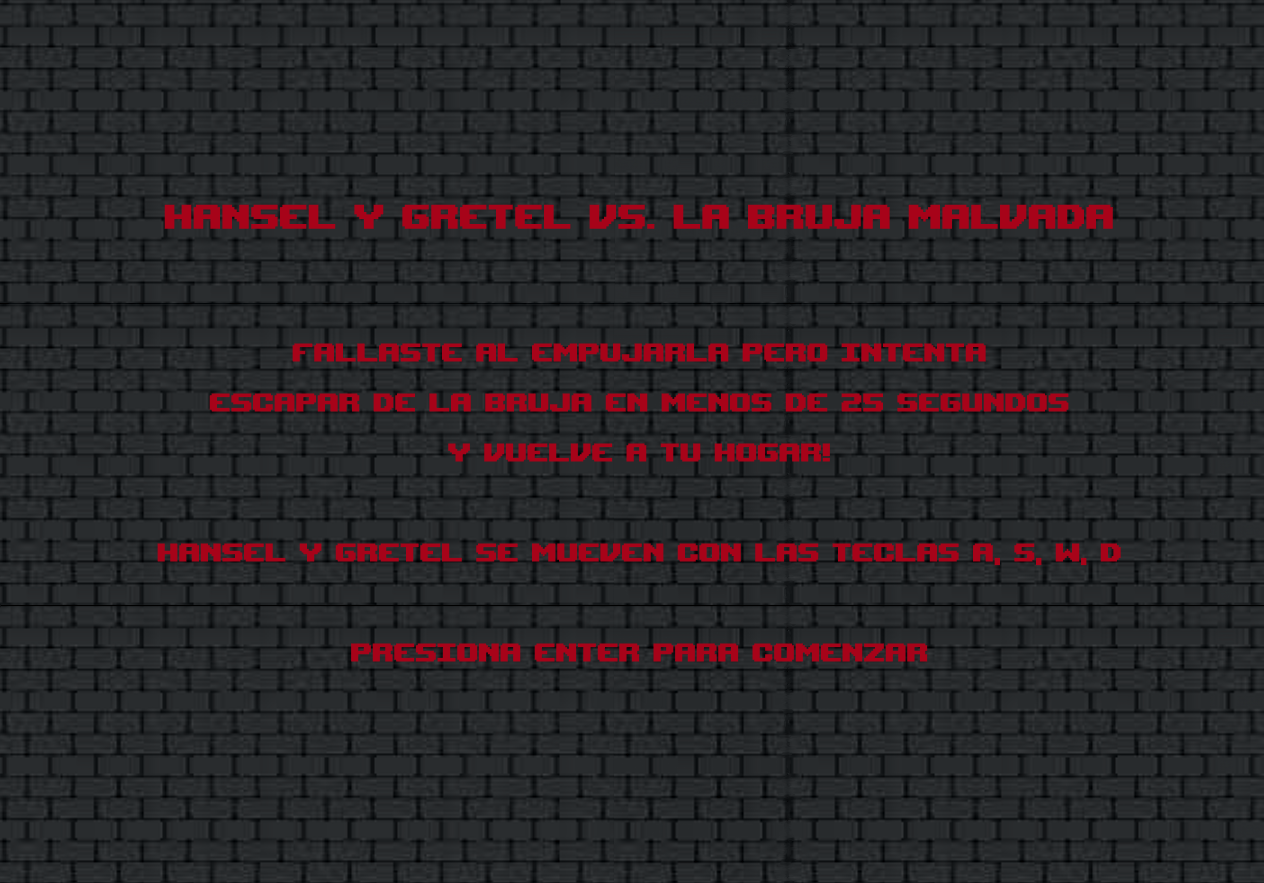 HANSEL Y GRETEL VS. LA BRUJA MALVADA
FALLASTE AL EMPUJARLA PERO INTENTA
ESCAPAR DE LA BRUJA EN MENOS DE 25 SEGUNDOS
Y VUELVE A TU HOGAR!
HANSEL Y GRETEL SE MUEVEN CON LAS TECLAS A, S, W, D
PRESIONA ENTER PARA COMENZAR